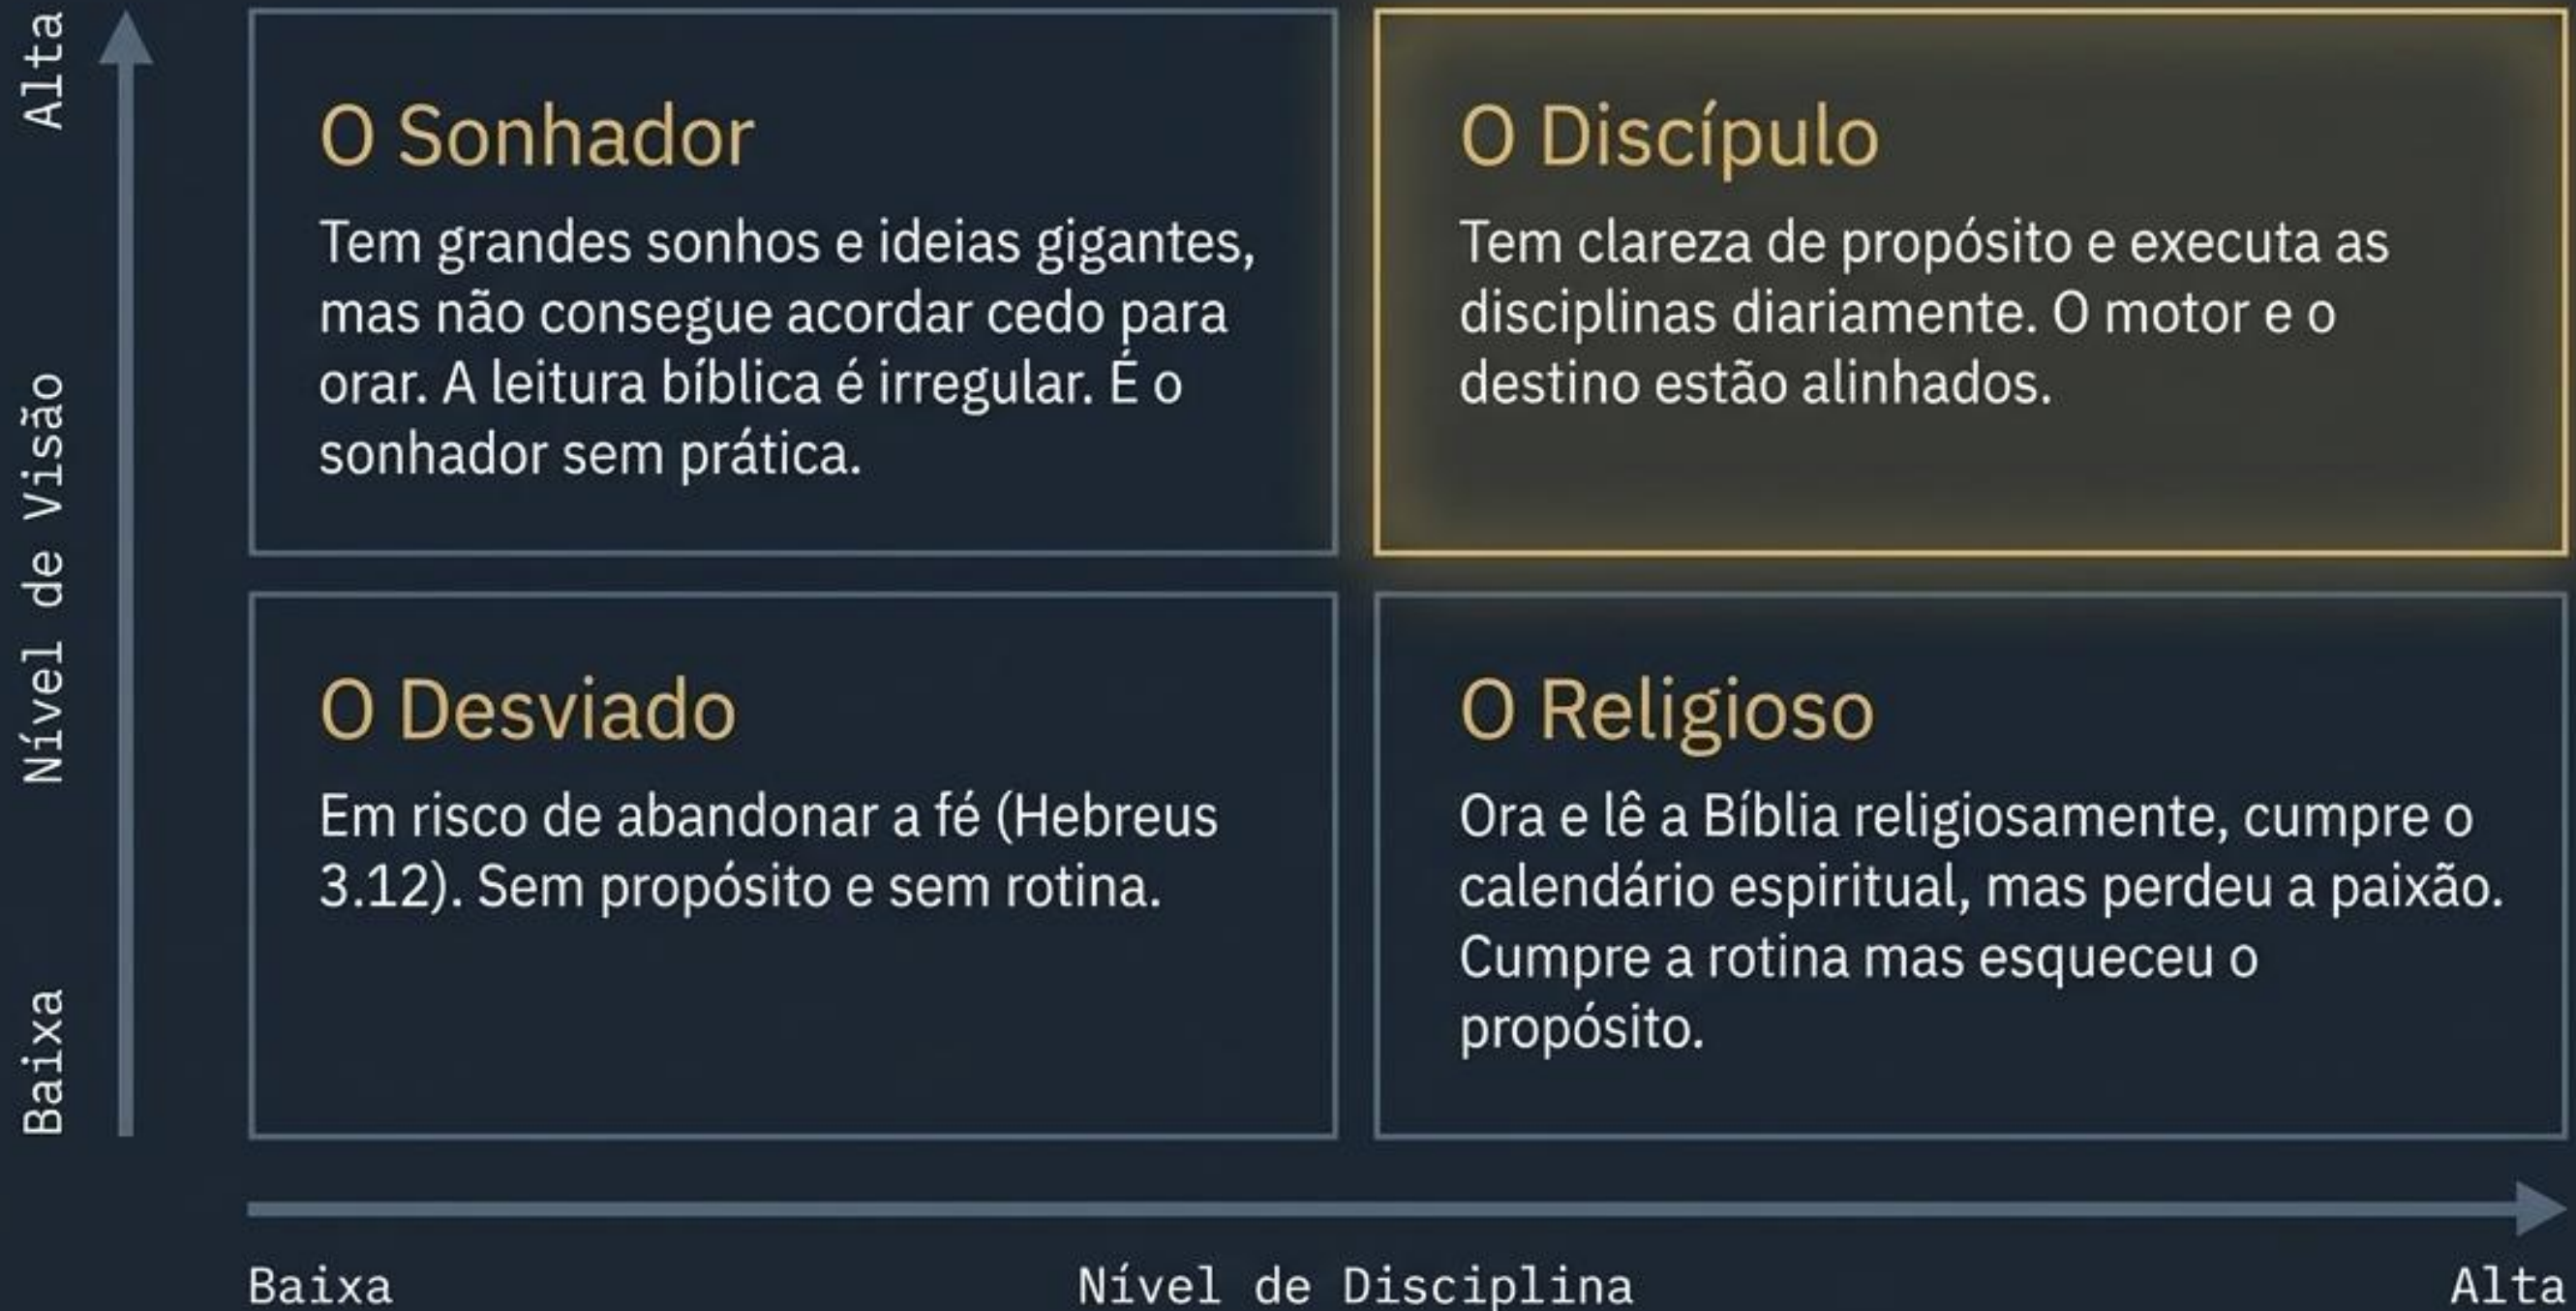 Alta
Nível de Visão
Baixa
O Sonhador
Tem grandes sonhos e ideias gigantes,
mas não consegue acordar cedo para
orar. A leitura bíblica é irregular. É o
sonhador sem prática.
O Discípulo
Tem clareza de propósito e executa as
disciplinas diariamente. O motor e o
destino estão alinhados.
O Desviado
Em risco de abandonar a fé (Hebreus
3.12). Sem propósito e sem rotina.
O Religioso
Ora e lê a Bíblia religiosamente, cumpre o
calendário espiritual, mas perdeu a paixão.
Cumpre a rotina mas esqueceu o
propósito.
Baixa
Nível de Disciplina
Alta